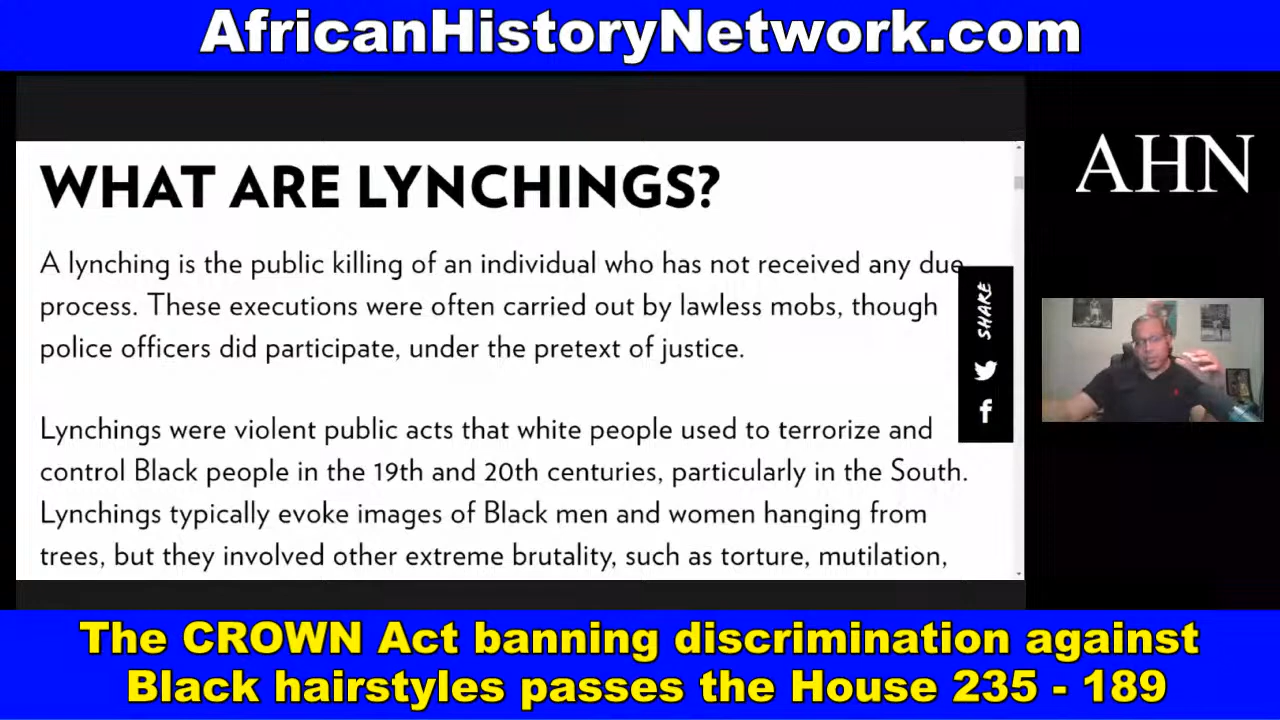 AfricanHistoryNetwork.com
WHAT ARE LYNCHINGS?
A lynching is the public killing of an individual who has not received any due
process. These executions were often carried out by lawless mobs, though
police officers did participate, under the pretext of justice.
Lynchings were violent public acts that white people used to terrorize and
control Black people in the 19th and 20th centuries, particularly in the South.
Lynchings typically evoke images of Black men and women hanging from
trees, but they involved other extreme brutality, such as torture, mutilation,
SHARE
AHN
The CROWN Act banning discrimination against
Black hairstyles passes the House 235 - 189